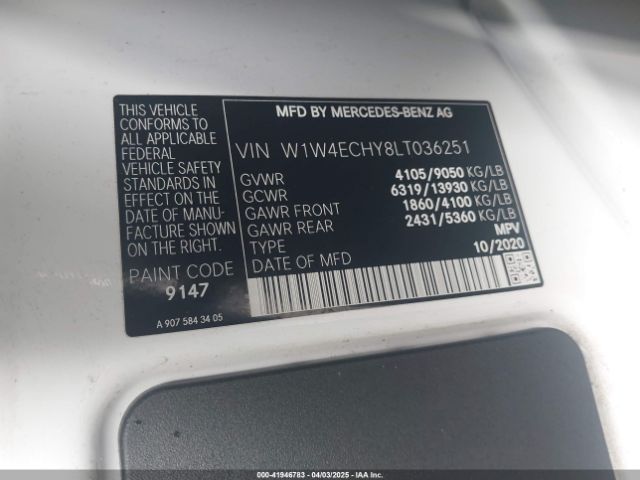 THIS VEHICLE
CONFORMS TO
ALL APPLICABLE
FEDERAL
VEHICLE SAFETY
STANDARDS IN
EFFECT ON THE
DATE OF MANU-
FACTURE SHOWN
ON THE RIGHT.
PAINT CODE
9147
A 907 584 34 05
MFD BY MERCEDES-BENZ AG
VIN W1W4ECHY8LT036251
GVWR 4105/9050 KG/LB
GCWR 6319/13930 KG/LB
GAWR FRONT 1860/4100 KG/LB
GAWR REAR 2431/5360 KG/LB
TYPE MPV
DATE OF MFD 10/2020
000-41946783 - 04/03/2025 - IAA Inc.